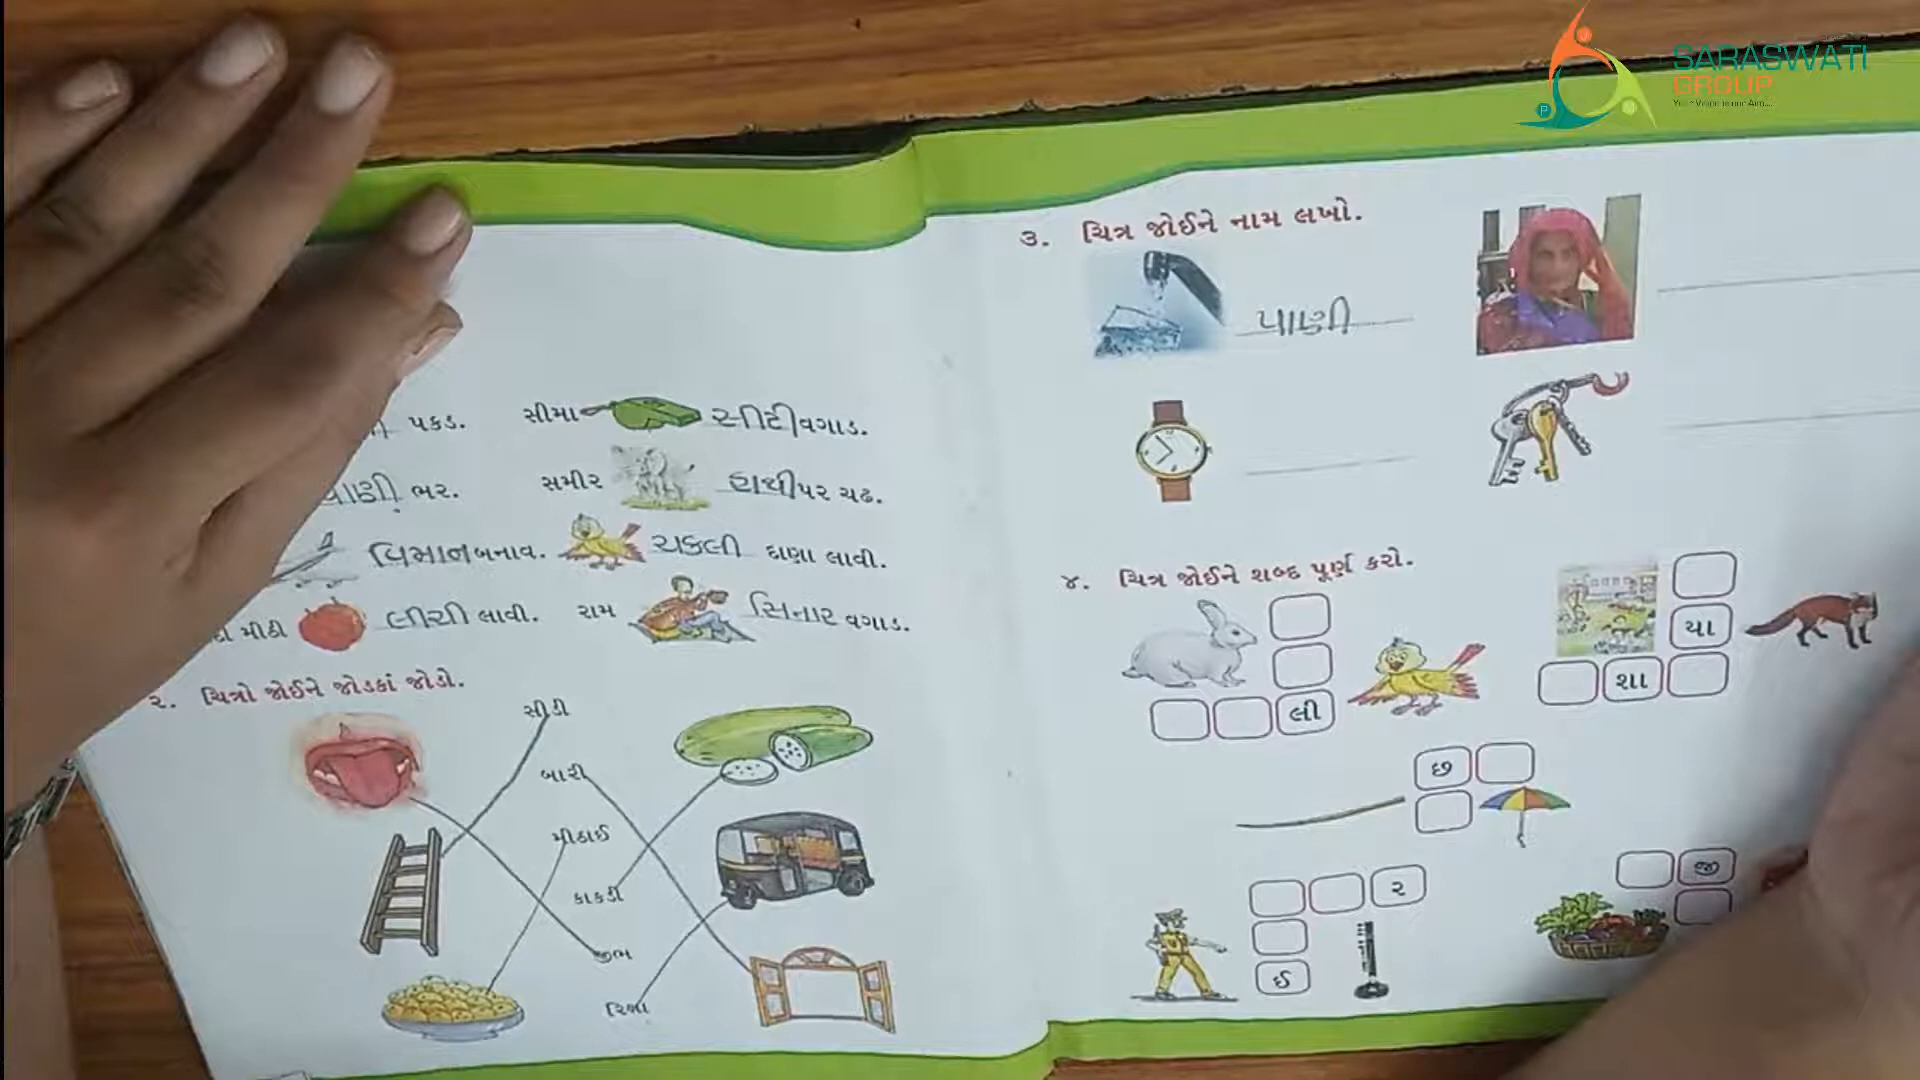 SARASWATI
GROUP
પકડ. સીમા સીટી વગાડ.
પાણી ભર. સમીર હાથી પર ચઢ.
વિમાન બનાવ. ચકલી દાણા લાવી.
મીઠી લીચી લાવી. રામ સિતાર વગાડ.
૨. ચિત્રો જોઈને જોડકાં જોડો.
સીડી
બારી
મીઠાઈ
કાકડી
જીભ
રિક્ષા
૩. ચિત્ર જોઈને નામ લખો.
પાણી
૪. ચિત્ર જોઈને શબ્દ પૂર્ણ કરો.
લી
યા
શા
છ
ર
ઈ
જી